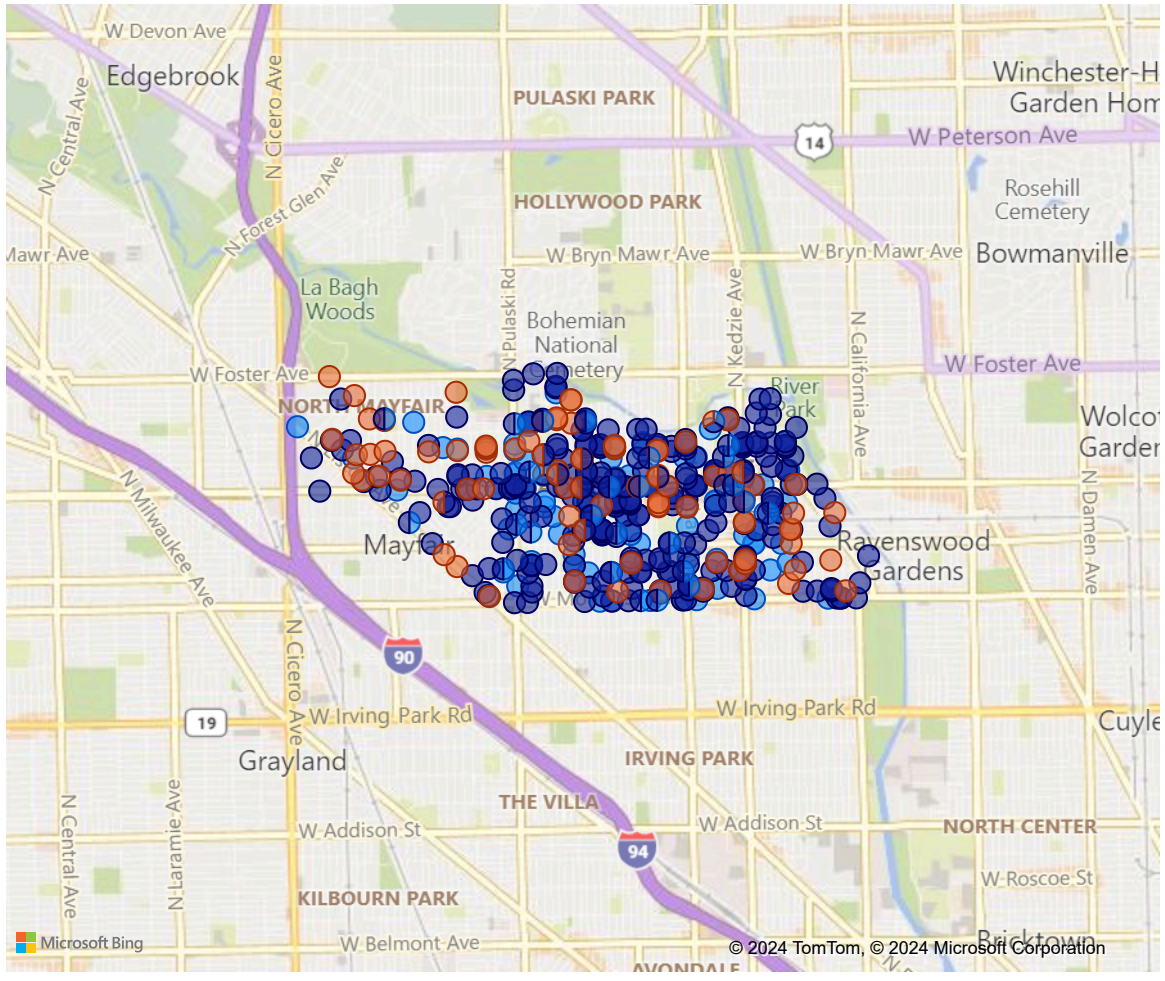 W Devon Ave
Edgebrook
N Cicero Ave
N Central Ave
PULASKI PARK
Winchester-H
Garden Hom
14
W Peterson Ave
N Forest Glen Ave
HOLLYWOOD PARK
Rosehill
Cemetery
Mawr Ave
W Bryn Mawr Ave
W Bryn Mawr Ave
Bowmanville
La Bagh
Woods
N Pulaski Rd
N Kedzie Ave
Bohemian
National
Cemetery
N California Ave
W Foster Ave
W Foster Ave
River
Park
NORTH MAYFAIR
Wolcot
Garden
N Milwaukee Ave
N Damen Ave
Mayfair
Ravenswood
Gardens
90
N Cicero Ave
19
W Irving Park Rd
W Irving Park Rd
Cuyle
Grayland
IRVING PARK
THE VILLA
N Central Ave
N Laramie Ave
W Addison St
W Addison St
NORTH CENTER
94
W Roscoe St
KILBOURN PARK
Microsoft Bing
W Belmont Ave
© 2024 TomTom, © 2024 Microsoft Corporation
Bricktown
AVONDALE